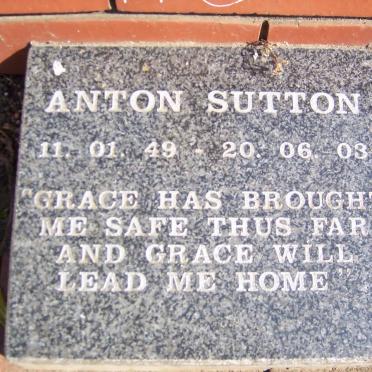 ANTON SUTTON
11. 01. 49 - 20. 06. 03
"GRACE HAS BROUGHT
ME SAFE THUS FAR
AND GRACE WILL
LEAD ME HOME"